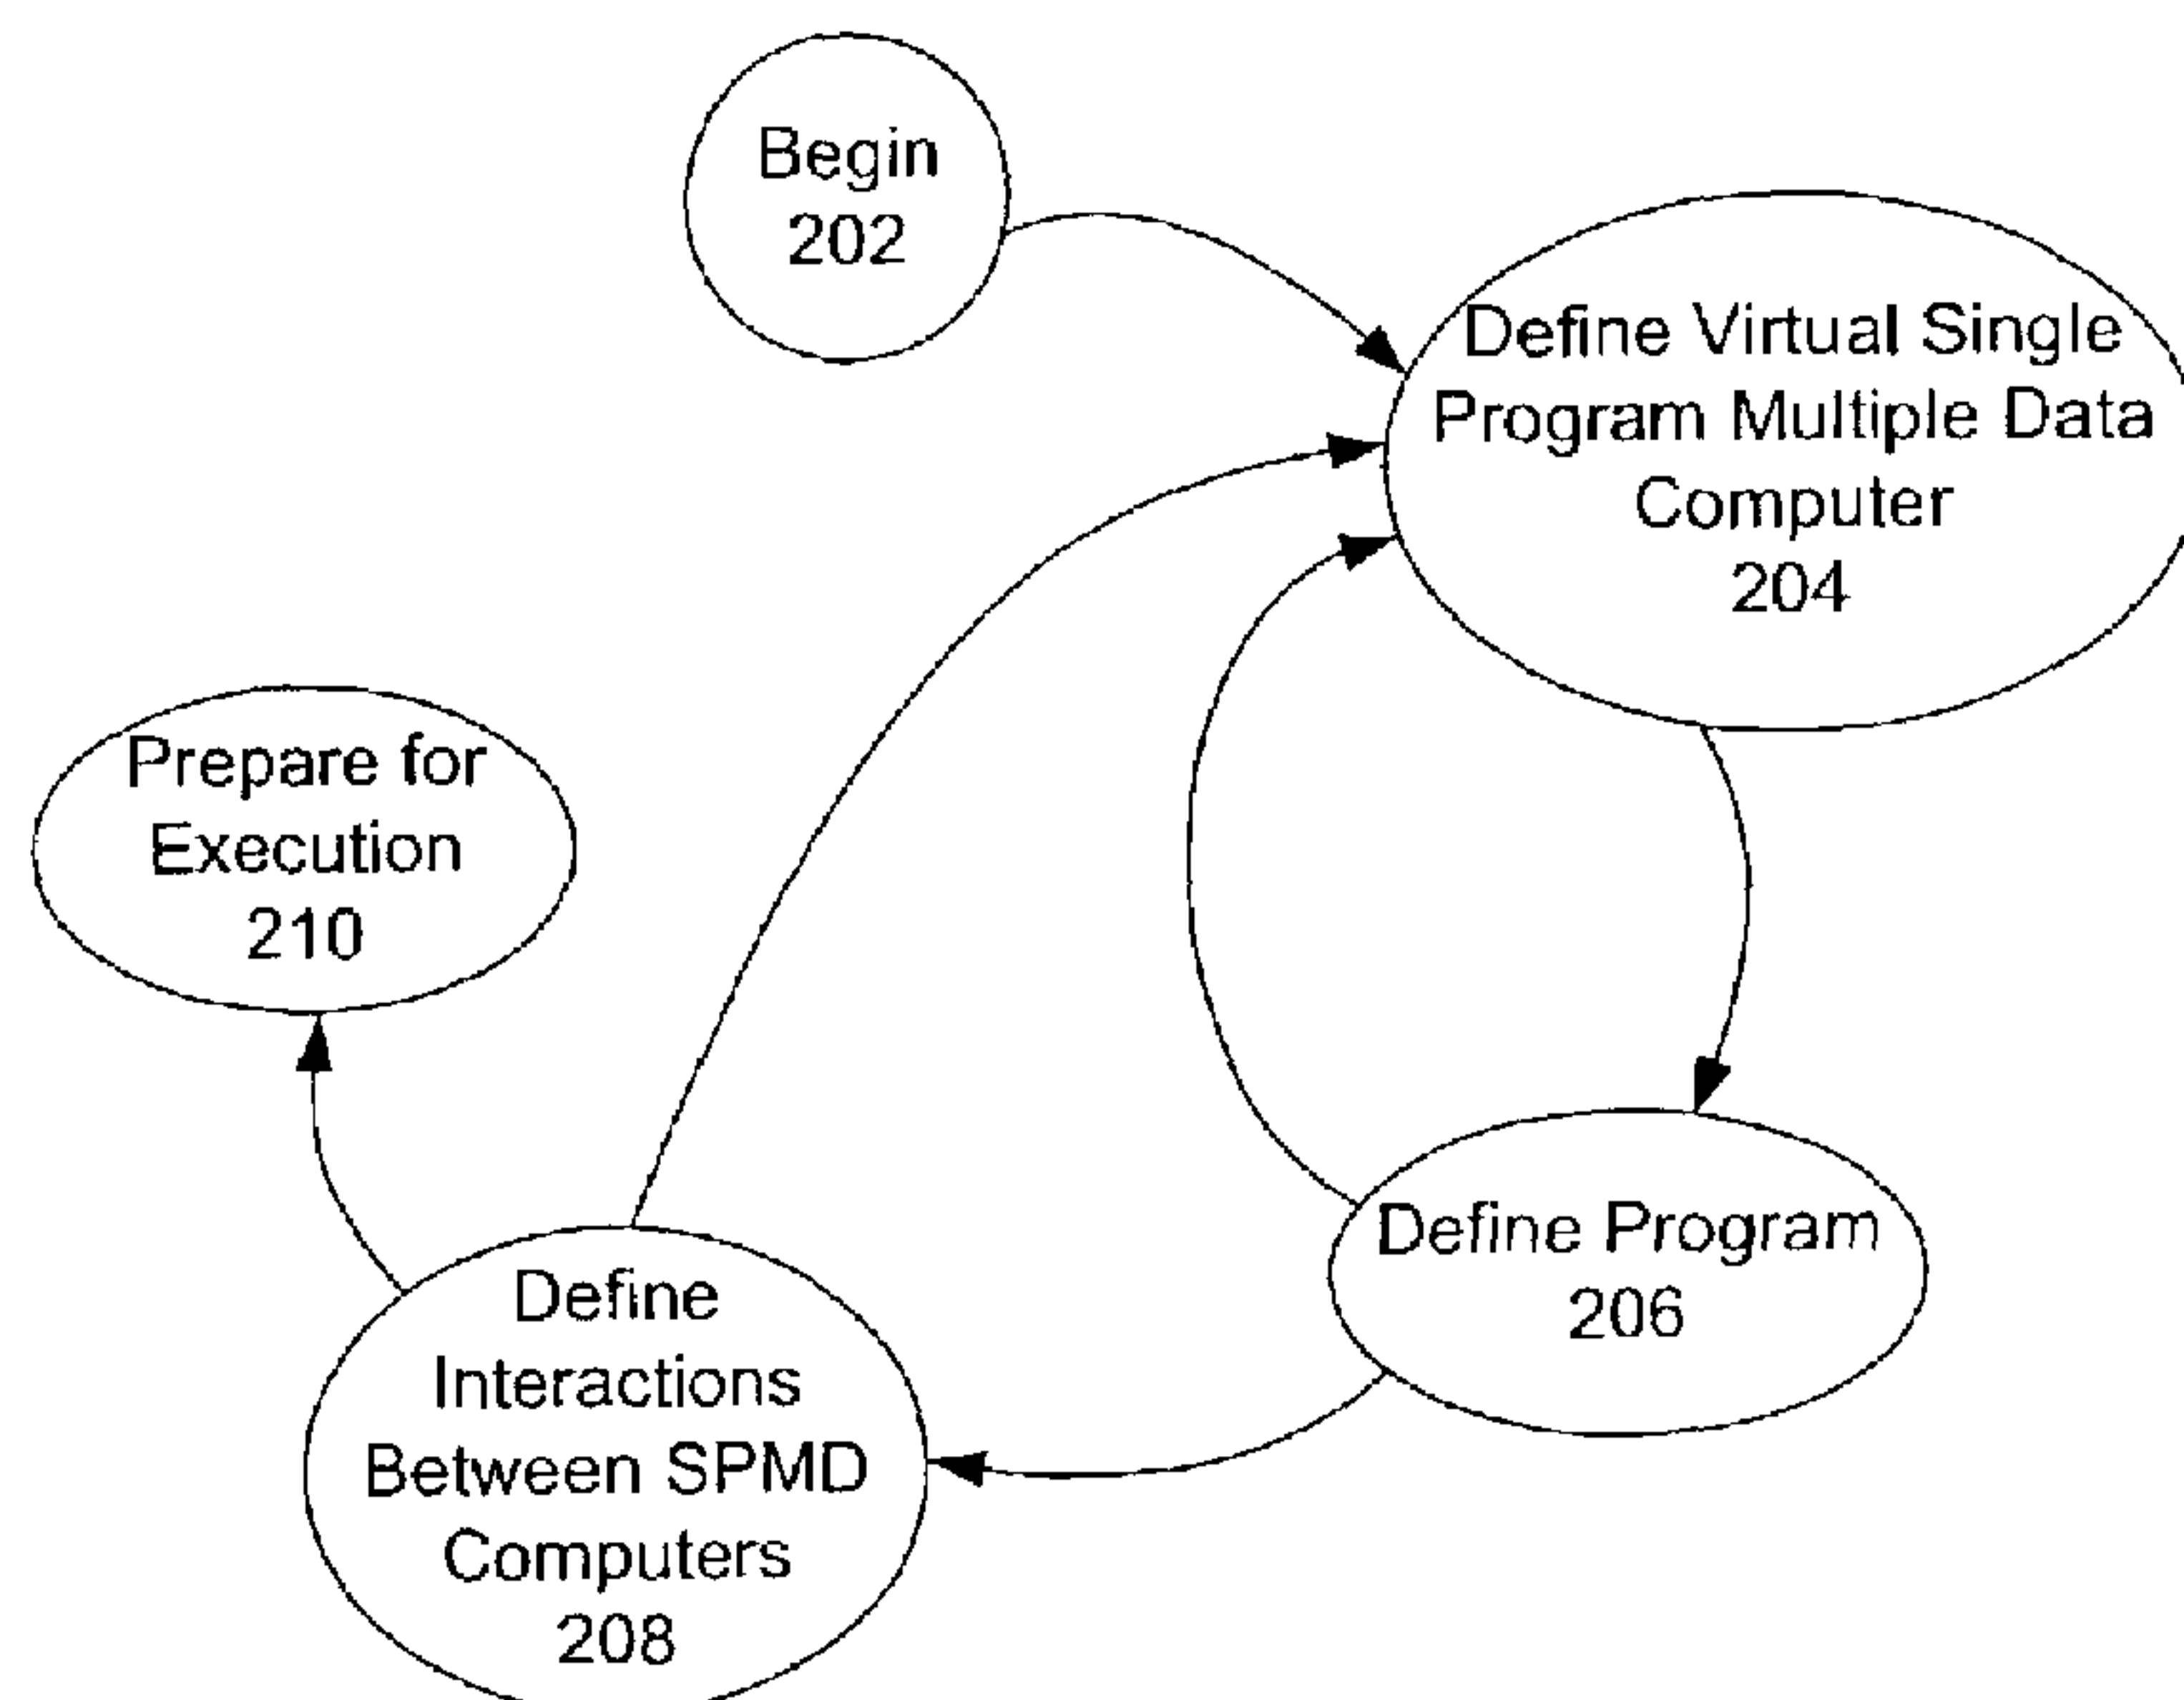 Begin
202
Define Virtual Single
Program Multiple Data
Computer
204
Prepare for
Execution
210
Define Program
206
Define
Interactions
Between SPMD
Computers
208